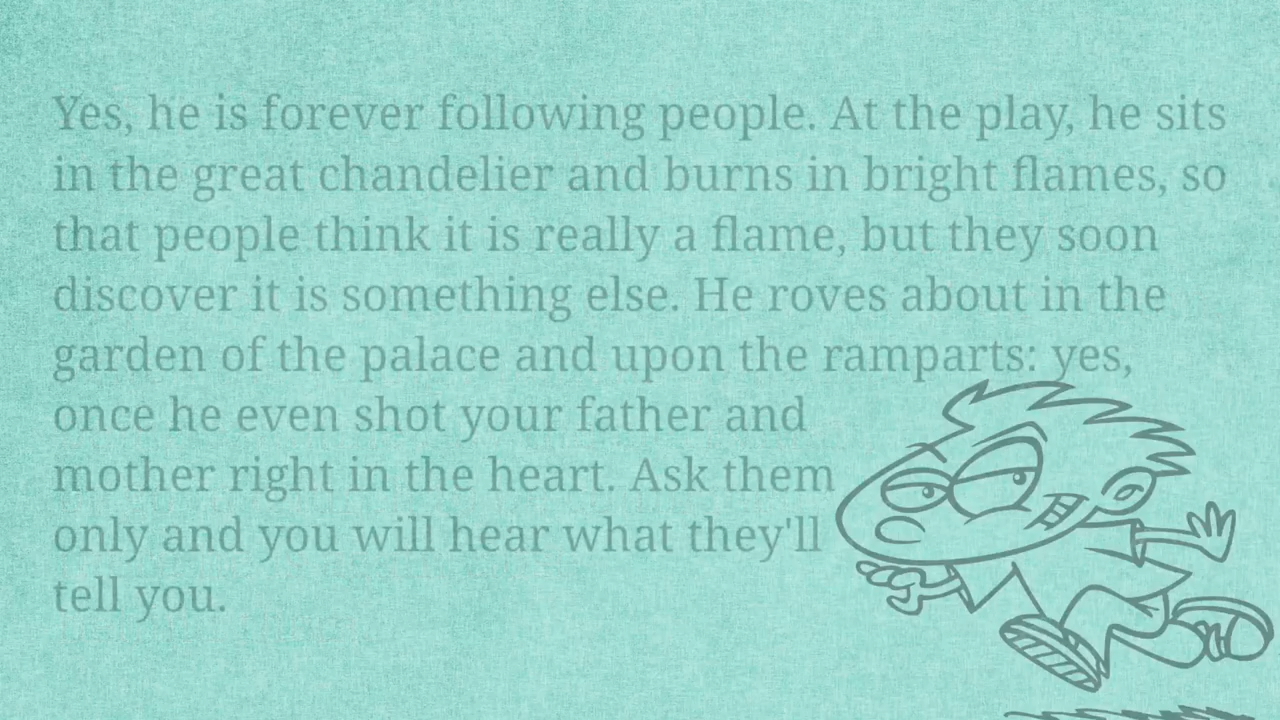 Yes, he is forever following people. At the play, he sits
in the great chandelier and burns in bright flames, so
that people think it is really a flame, but they soon
discover it is something else. He roves about in the
garden of the palace and upon the ramparts: yes,
once he even shot your father and
mother right in the heart. Ask them
only and you will hear what they'll
tell you.